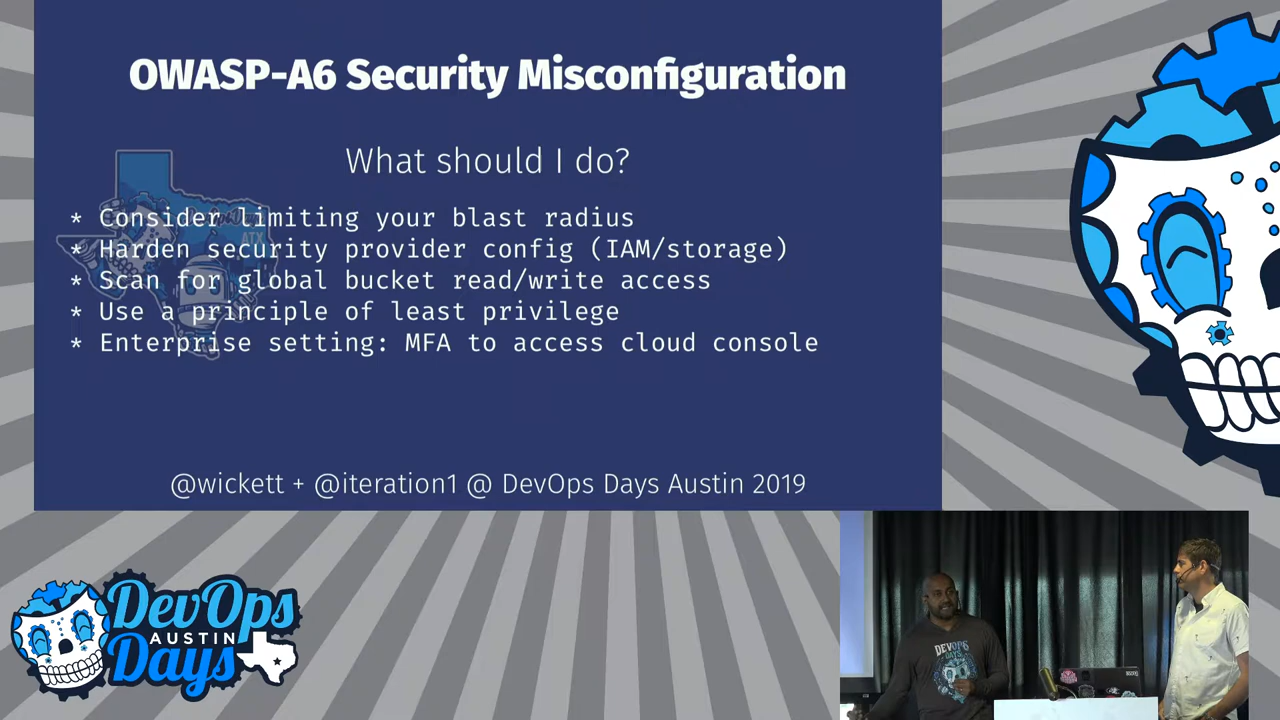 OWASP-A6 Security Misconfiguration
What should I do?
* Consider limiting your blast radius
* Harden security provider config (IAM/storage)
* Scan for global bucket read/write access
* Use a principle of least privilege
* Enterprise setting: MFA to access cloud console
@wickett + @iteration1 @ DevOps Days Austin 2019
DevOps
AUSTIN
Days
DEVOPS
DAYS